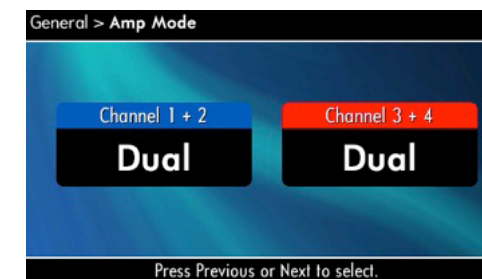 General > Amp Mode
Channel 1 + 2
Dual
Channel 3 + 4
Dual
Press Previous or Next to select.